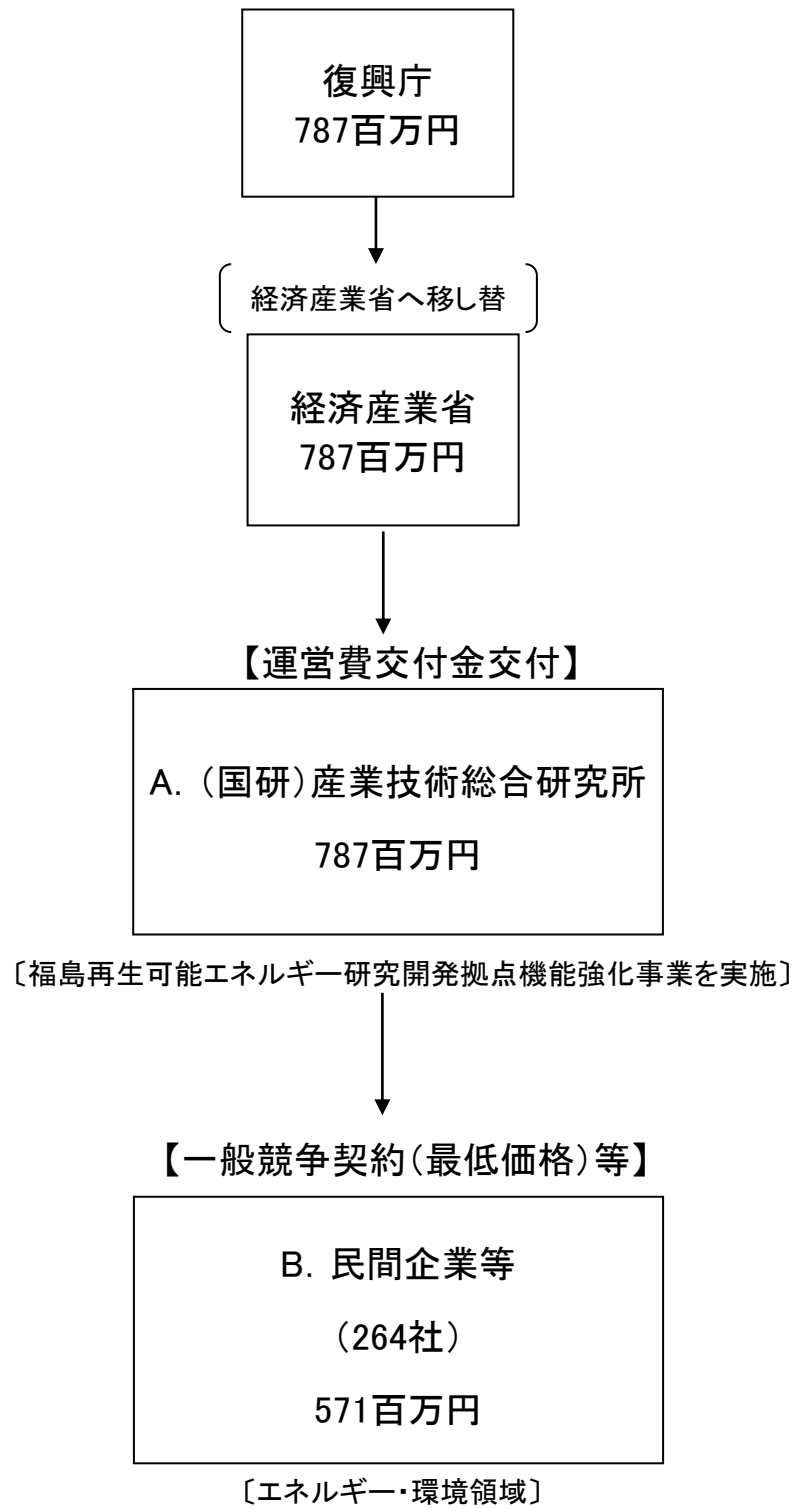 復興庁
787百万円
経済産業省へ移し替
経済産業省
787百万円
【運営費交付金交付】
A. （国研）産業技術総合研究所
787百万円
〔福島再生可能エネルギー研究開発拠点機能強化事業を実施〕
【一般競争契約（最低価格）等】
B. 民間企業等
（264社）
571百万円
〔エネルギー・環境領域〕